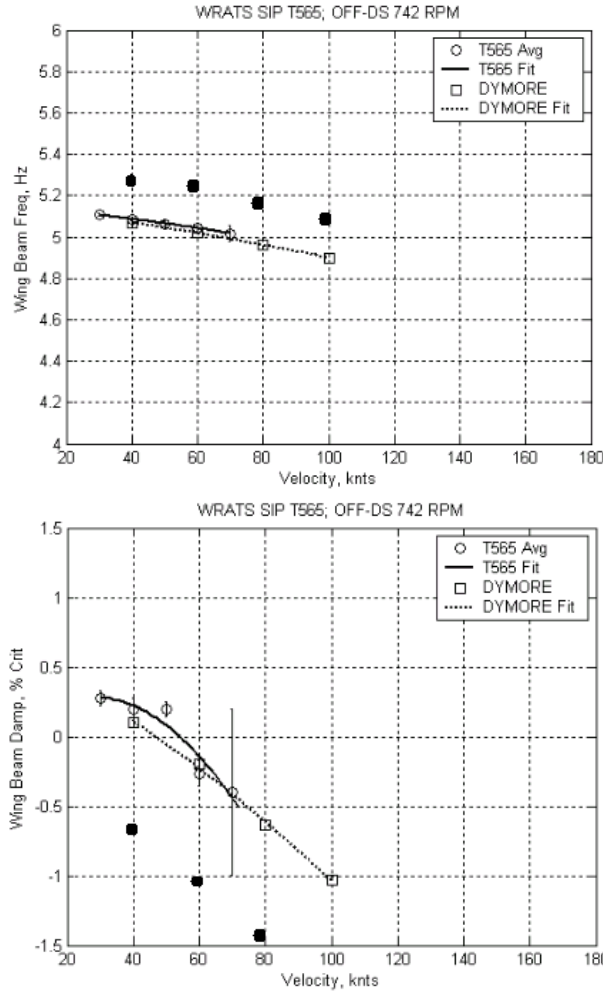 WRATS SIP T565; OFF-DS 742 RPM
6
5.8
5.6
5.4
5.2
5
4.8
4.6
4.4
4.2
4
Wing Beam Freq, Hz
T565 Avg
T565 Fit
DYMORE
DYMORE Fit
20 40 60 80 100 120 140 160 180
Velocity, knts
WRATS SIP T565; OFF-DS 742 RPM
1.5
1
0.5
0
-0.5
-1
-1.5
Wing Beam Damp, % Crit
T565 Avg
T565 Fit
DYMORE
DYMORE Fit
20 40 60 80 100 120 140 160 180
Velocity, knts